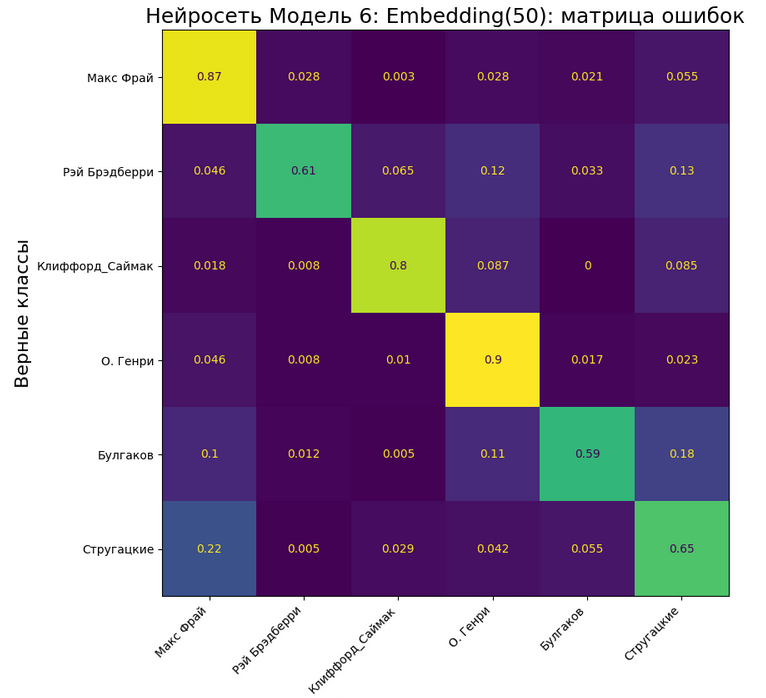 Нейросеть Модель 6: Embedding(50): матрица ошибок
Верные классы
Макс Фрай 0.87 0.028 0.003 0.028 0.021 0.055
Рэй Брэдберри 0.046 0.61 0.065 0.12 0.033 0.13
Клиффорд_Саймак 0.018 0.008 0.8 0.087 0 0.085
О. Генри 0.046 0.008 0.01 0.9 0.017 0.023
Булгаков 0.1 0.012 0.005 0.11 0.59 0.18
Стругацкие 0.22 0.005 0.029 0.042 0.055 0.65
Макс Фрай Рэй Брэдберри Клиффорд_Саймак О. Генри Булгаков Стругацкие